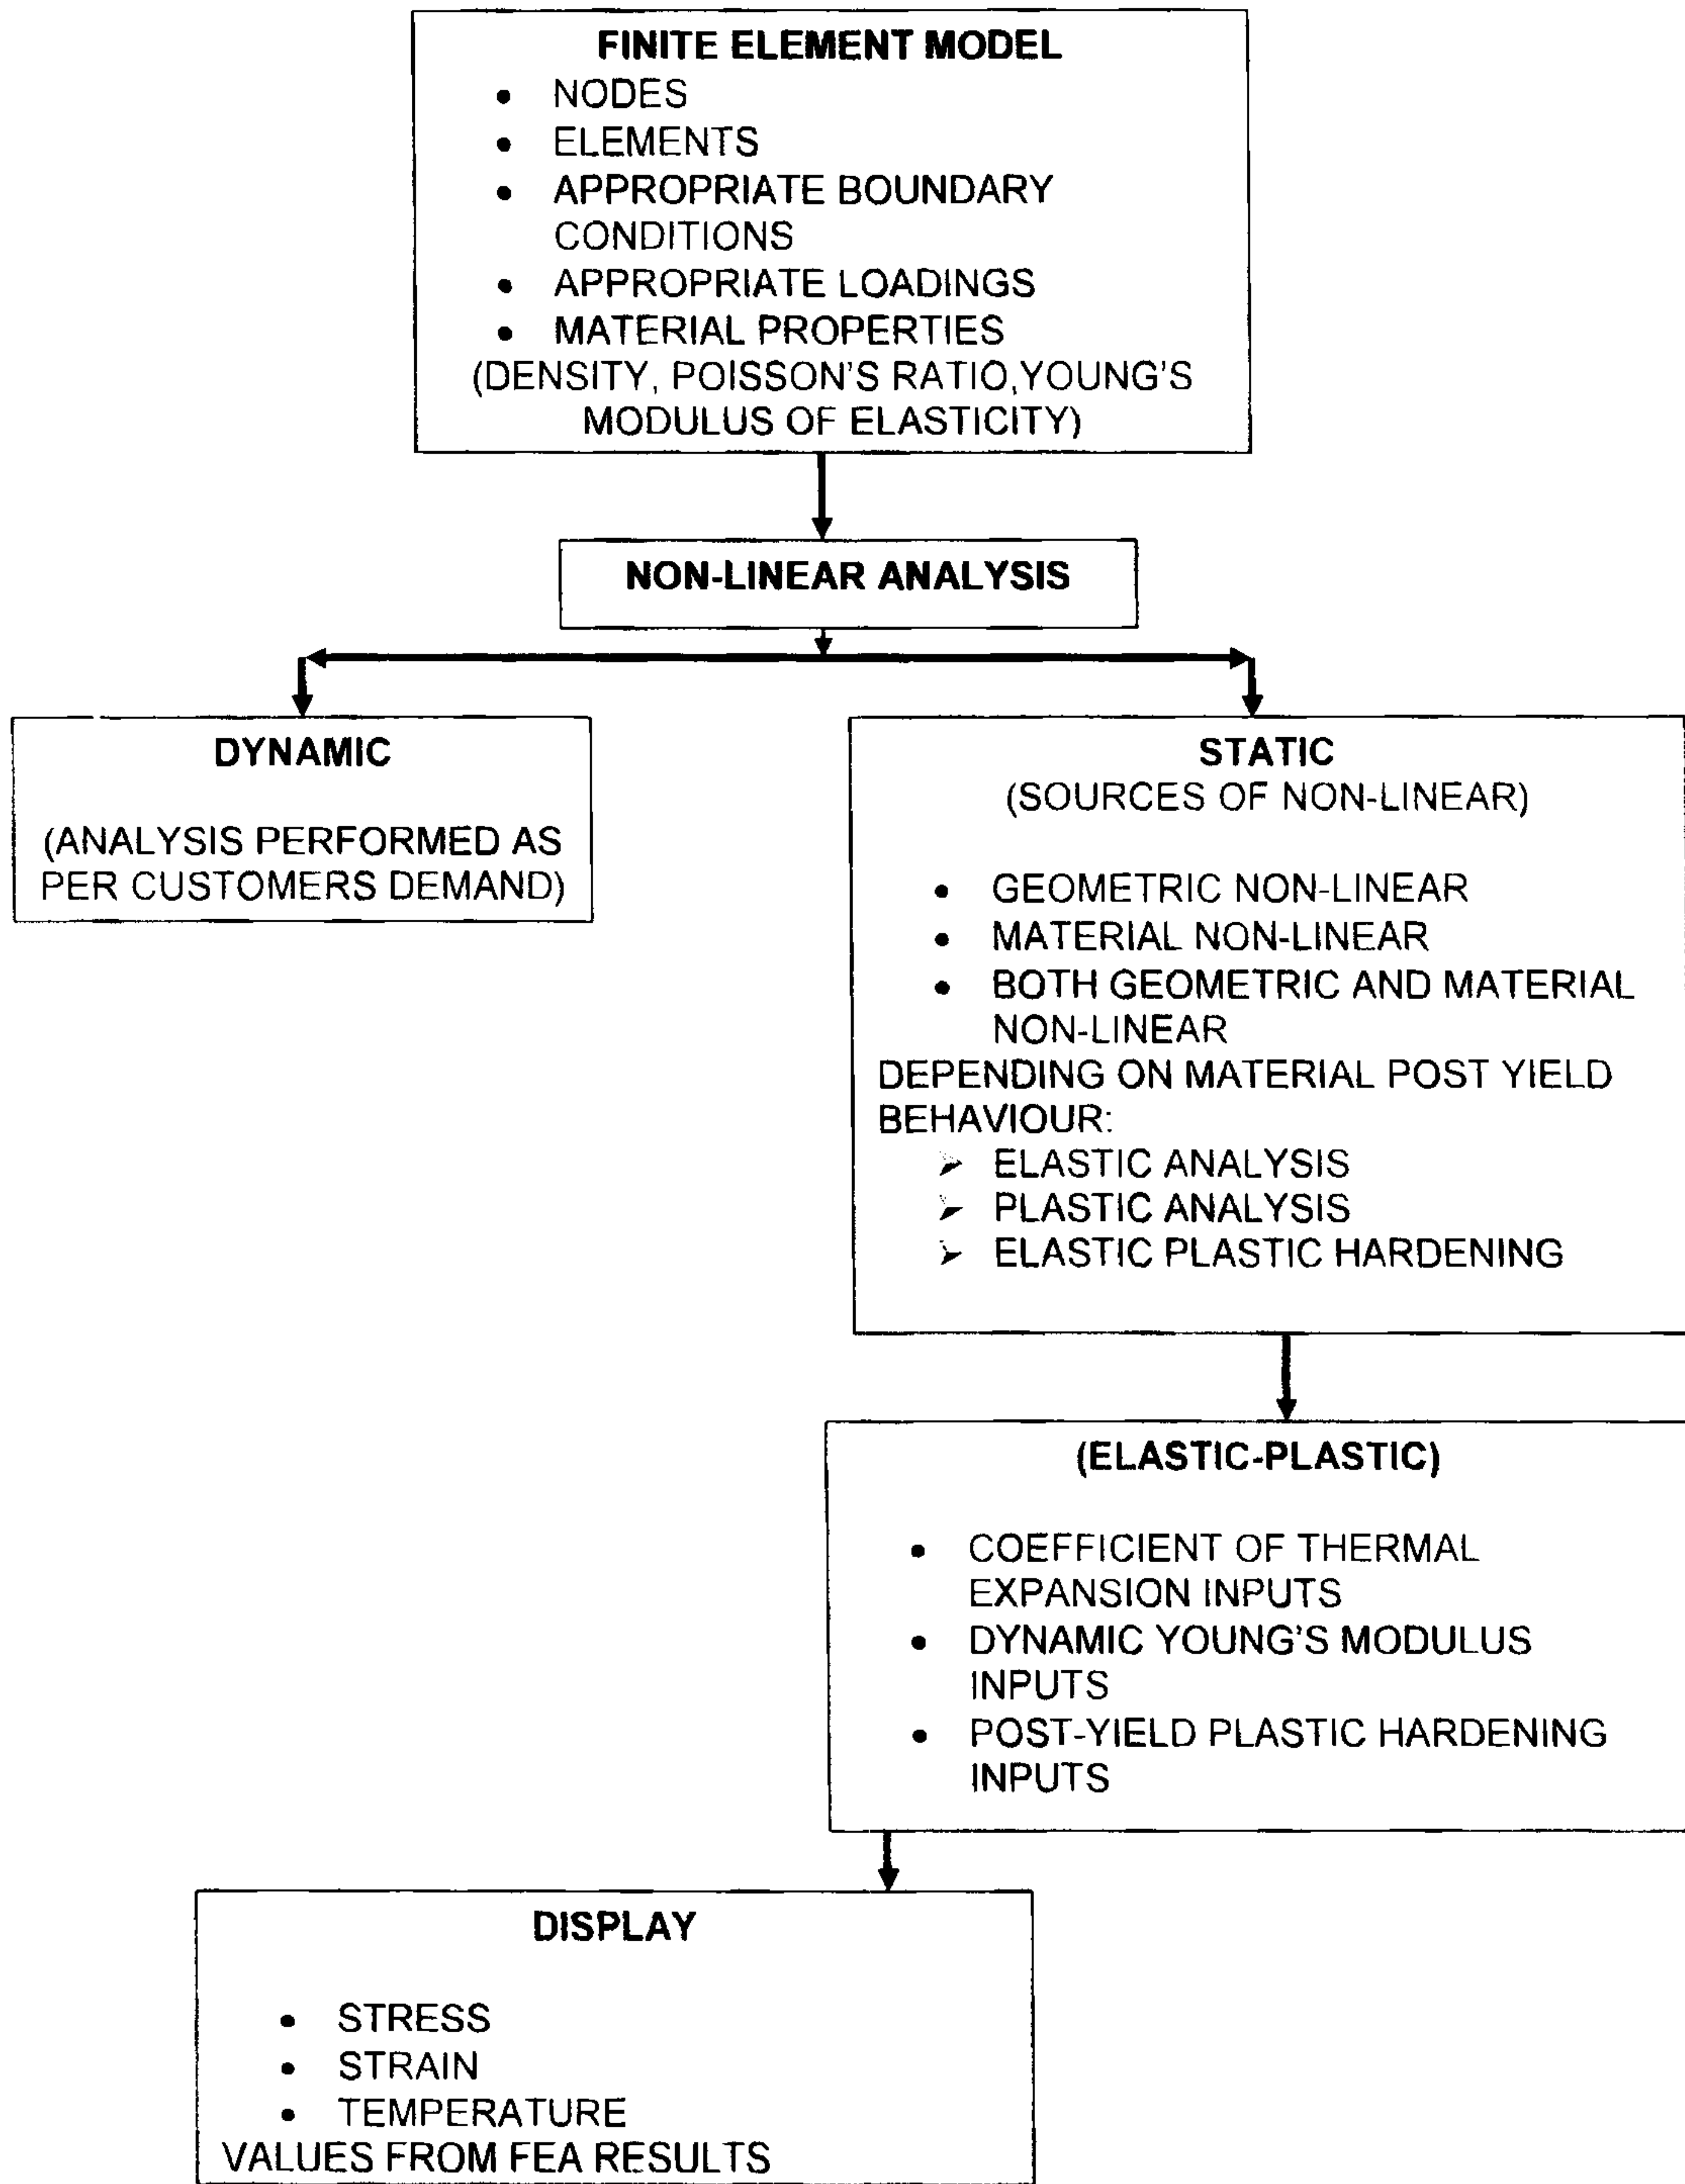 FINITE ELEMENT MODEL
• NODES
• ELEMENTS
• APPROPRIATE BOUNDARY
CONDITIONS
• APPROPRIATE LOADINGS
• MATERIAL PROPERTIES
(DENSITY, POISSON'S RATIO,YOUNG'S
MODULUS OF ELASTICITY)
NON-LINEAR ANALYSIS
DYNAMIC
(ANALYSIS PERFORMED AS
PER CUSTOMERS DEMAND)
STATIC
(SOURCES OF NON-LINEAR)
• GEOMETRIC NON-LINEAR
• MATERIAL NON-LINEAR
• BOTH GEOMETRIC AND MATERIAL
NON-LINEAR
DEPENDING ON MATERIAL POST YIELD
BEHAVIOUR:
➢ ELASTIC ANALYSIS
➢ PLASTIC ANALYSIS
➢ ELASTIC PLASTIC HARDENING
(ELASTIC-PLASTIC)
• COEFFICIENT OF THERMAL
EXPANSION INPUTS
• DYNAMIC YOUNG'S MODULUS
INPUTS
• POST-YIELD PLASTIC HARDENING
INPUTS
DISPLAY
• STRESS
• STRAIN
• TEMPERATURE
VALUES FROM FEA RESULTS